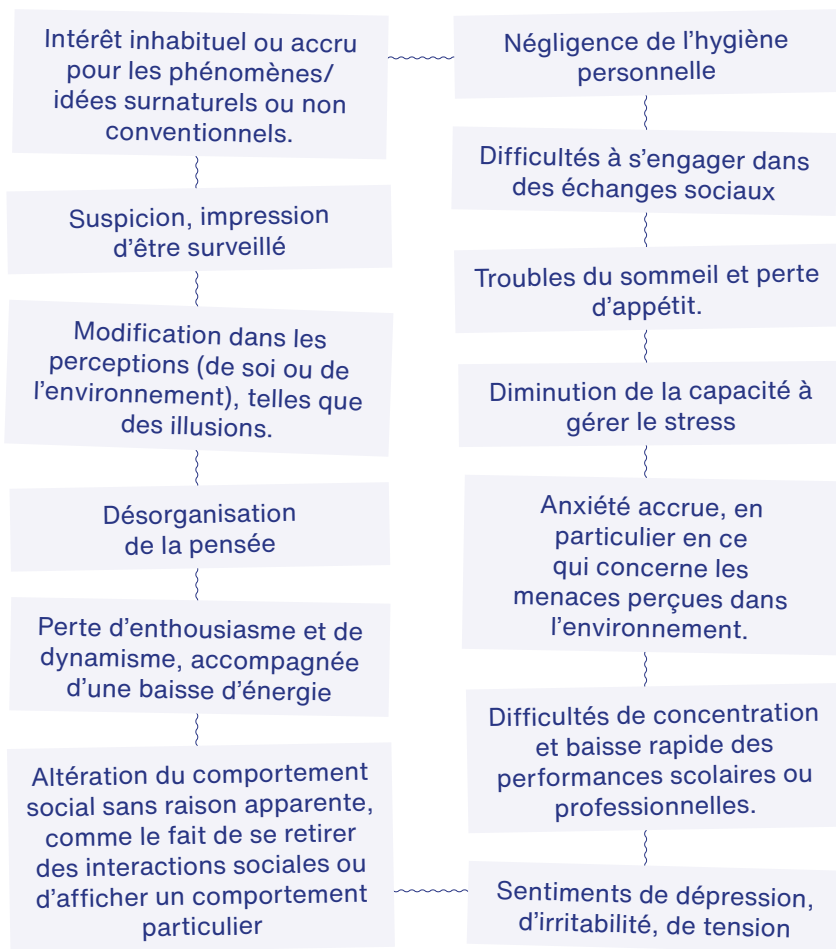 Intérêt inhabituel ou accru
pour les phénomènes/
idées surnaturels ou non
conventionnels.
Suspicion, impression
d’être surveillé
Modification dans les
perceptions (de soi ou de
l’environnement), telles que
des illusions.
Désorganisation
de la pensée
Perte d’enthousiasme et de
dynamisme, accompagnée
d’une baisse d’énergie
Altération du comportement
social sans raison apparente,
comme le fait de se retirer
des interactions sociales ou
d’afficher un comportement
particulier
Négligence de l’hygiène
personnelle
Difficultés à s’engager dans
des échanges sociaux
Troubles du sommeil et perte
d’appétit.
Diminution de la capacité à
gérer le stress
Anxiété accrue, en
particulier en ce
qui concerne les
menaces perçues dans
l’environnement.
Difficultés de concentration
et baisse rapide des
performances scolaires ou
professionnelles.
Sentiments de dépression,
d’irritabilité, de tension